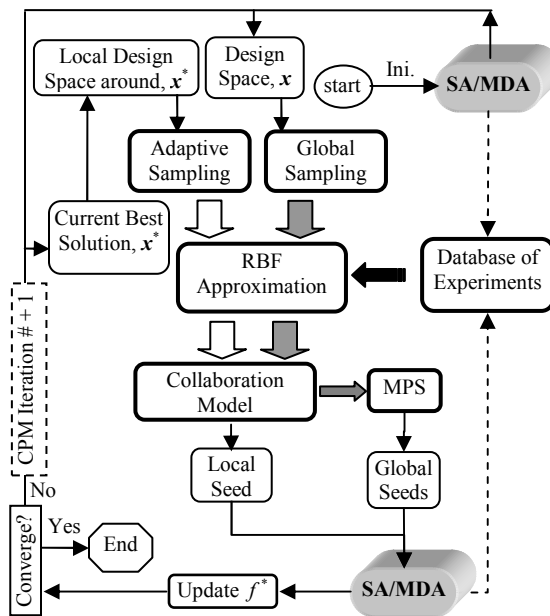 Local Design
Space around, x*
Design
Space, x
start
Ini.
SA/MDA
Adaptive
Sampling
Global
Sampling
Current Best
Solution, x*
RBF
Approximation
Database of
Experiments
CPM Iteration # + 1
Collaboration
Model
MPS
Local
Seed
Global
Seeds
No
Converge?
Yes
End
Update f*
SA/MDA